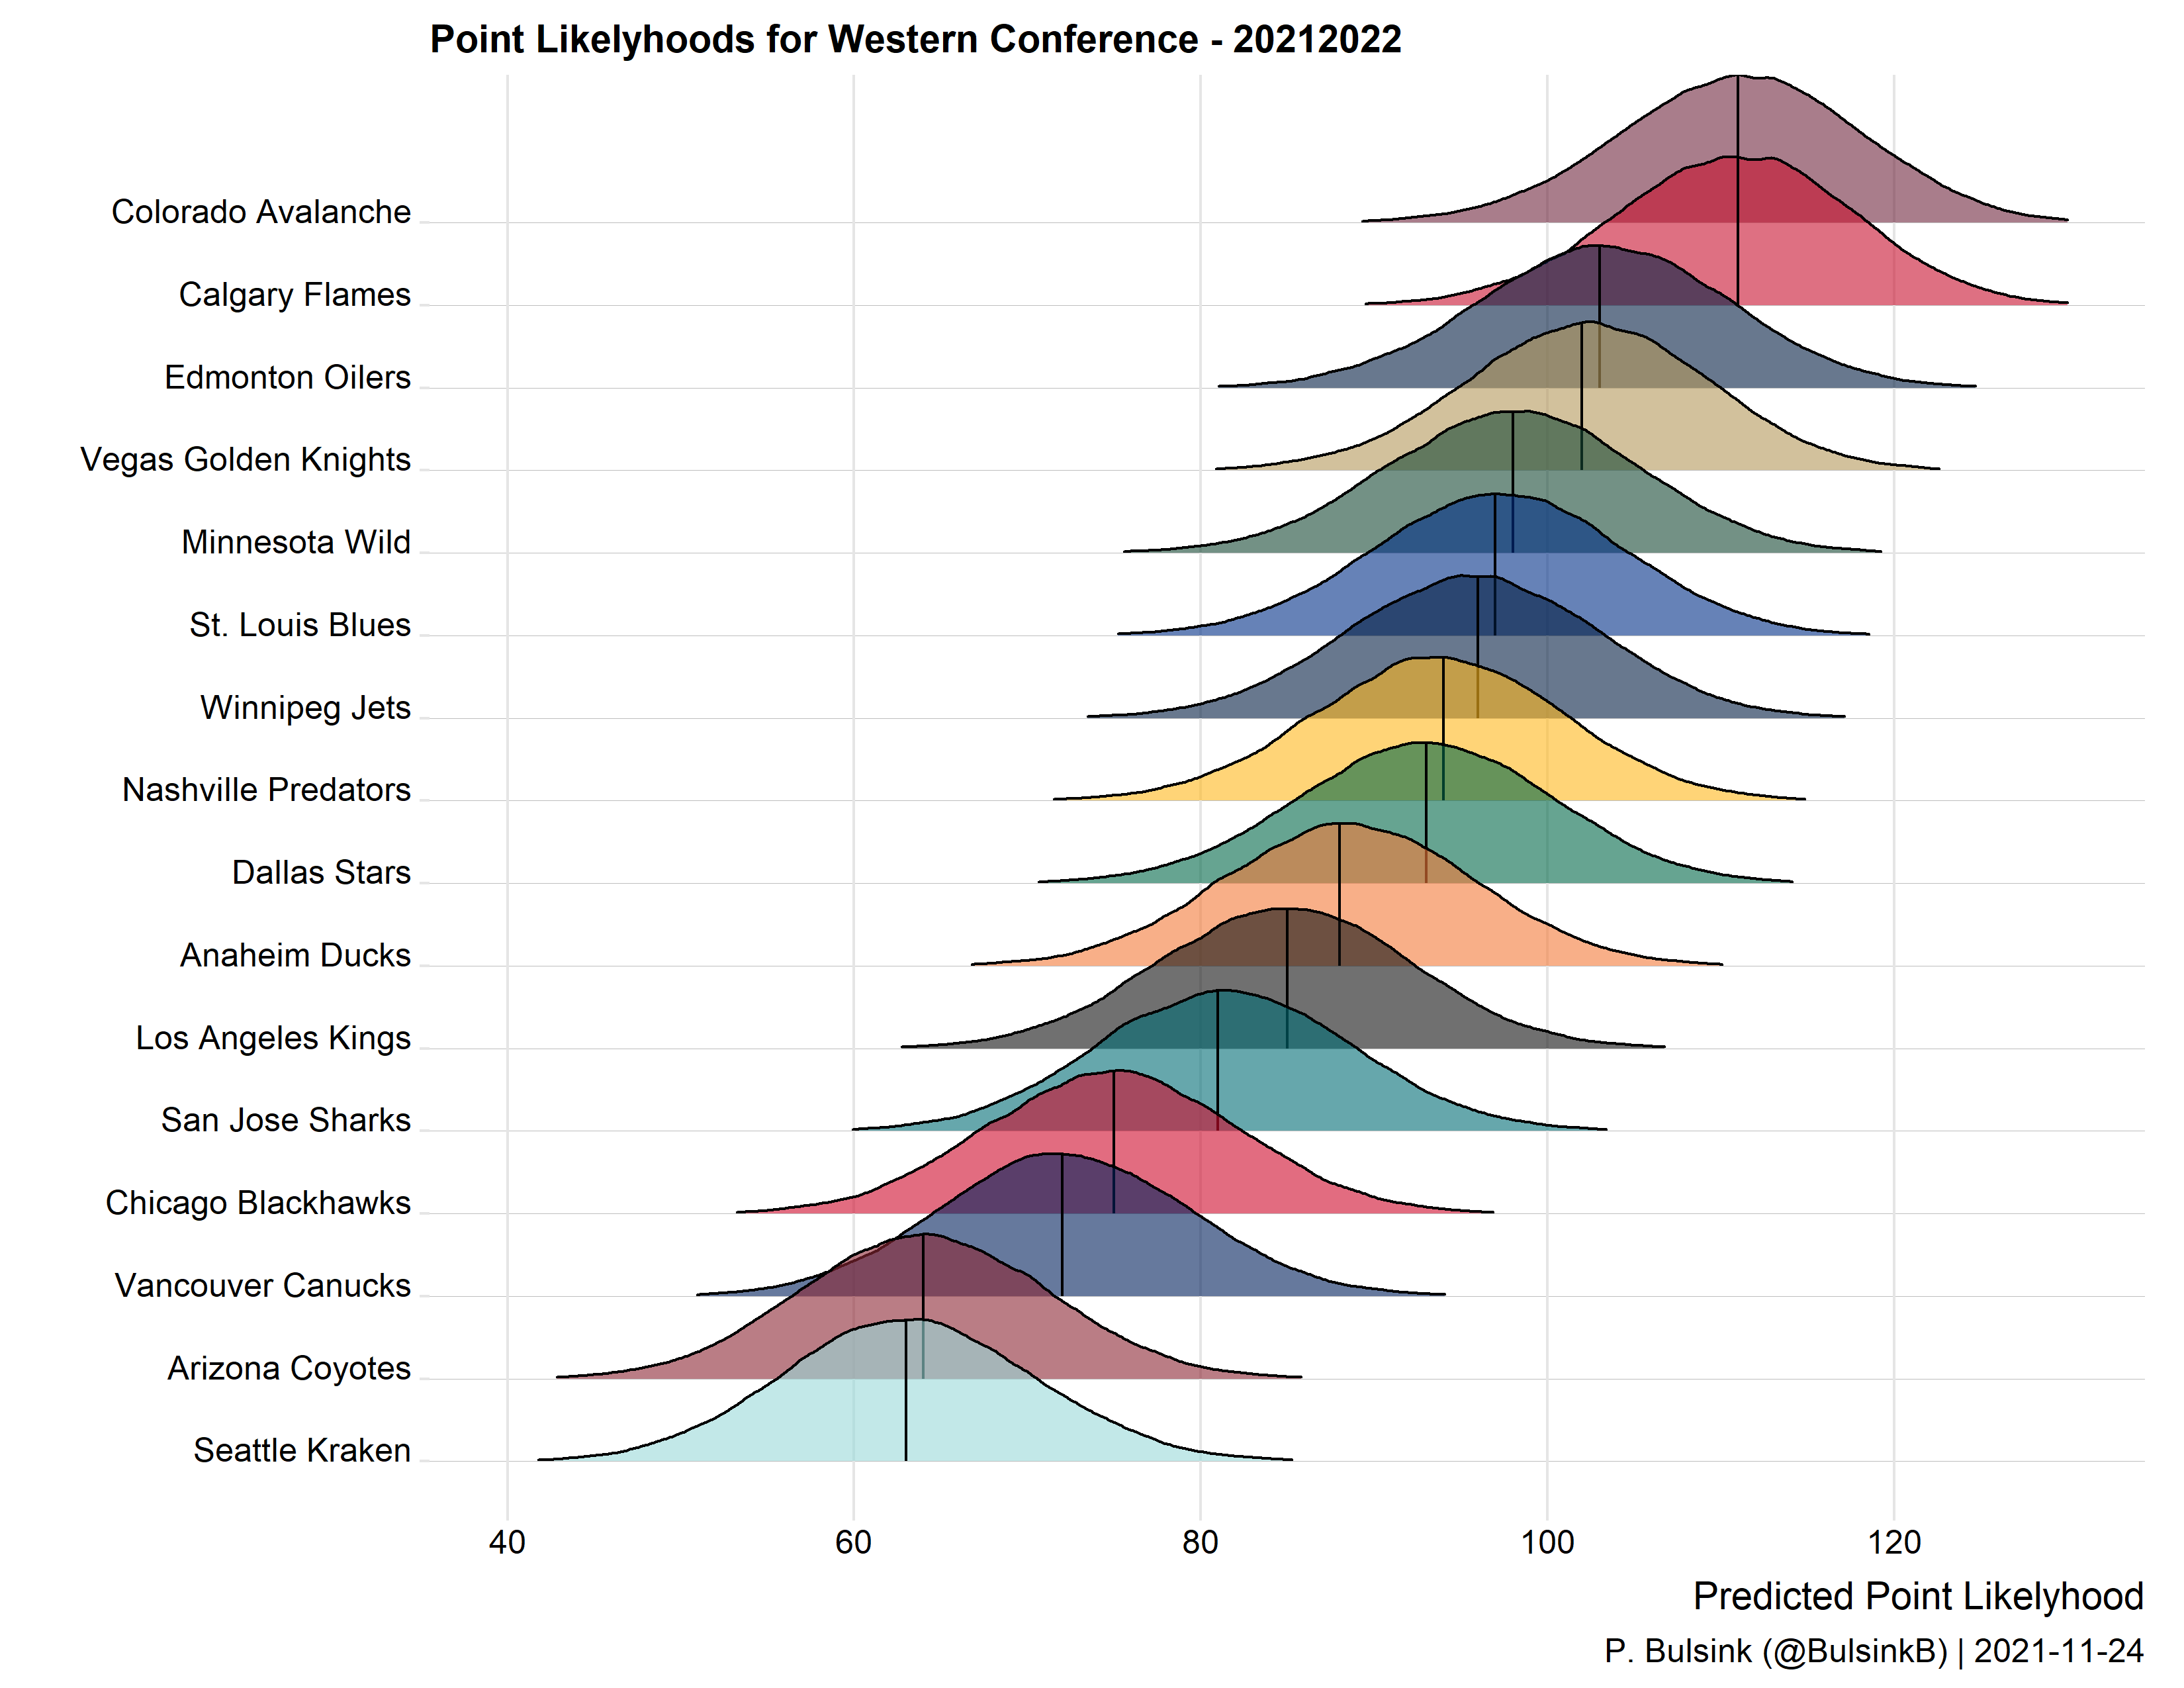 Point Likelyhoods for Western Conference - 20212022
Colorado Avalanche
Calgary Flames
Edmonton Oilers
Vegas Golden Knights
Minnesota Wild
St. Louis Blues
Winnipeg Jets
Nashville Predators
Dallas Stars
Anaheim Ducks
Los Angeles Kings
San Jose Sharks
Chicago Blackhawks
Vancouver Canucks
Arizona Coyotes
Seattle Kraken
40 60 80 100 120
Predicted Point Likelyhood
P. Bulsink (@BulsinkB) | 2021-11-24